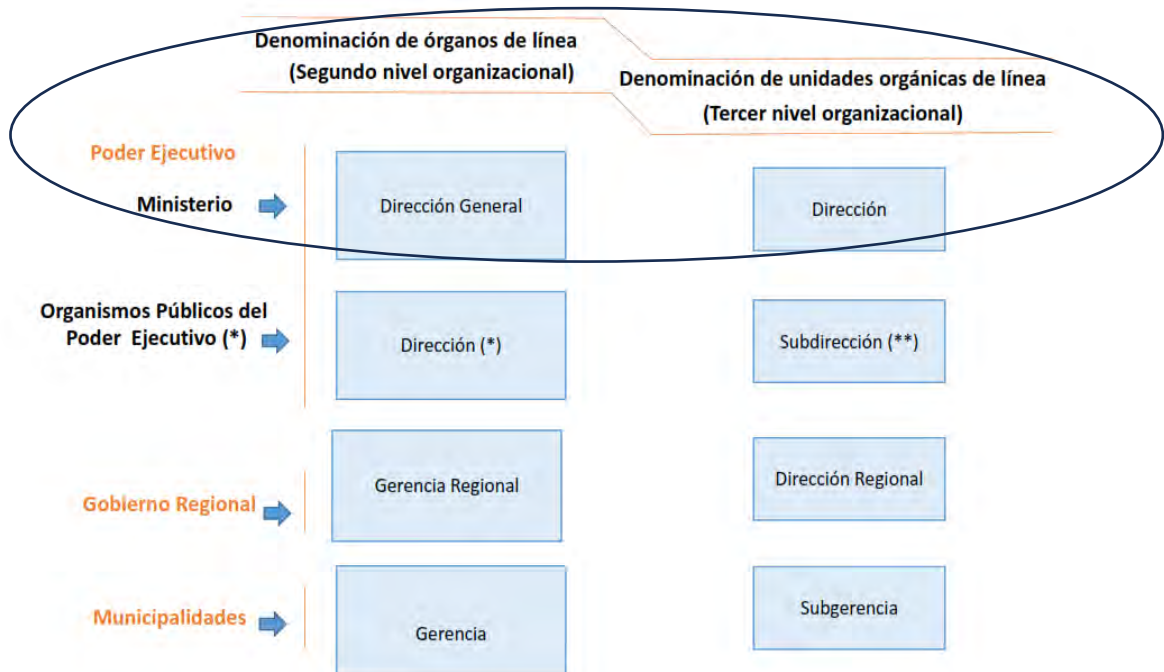 Denominación de órganos de línea
(Segundo nivel organizacional)
Denominación de unidades orgánicas de línea
(Tercer nivel organizacional)
Poder Ejecutivo
Ministerio
Dirección General
Dirección
Organismos Públicos del
Poder Ejecutivo (*)
Dirección (*)
Subdirección (**)
Gobierno Regional
Gerencia Regional
Dirección Regional
Municipalidades
Gerencia
Subgerencia